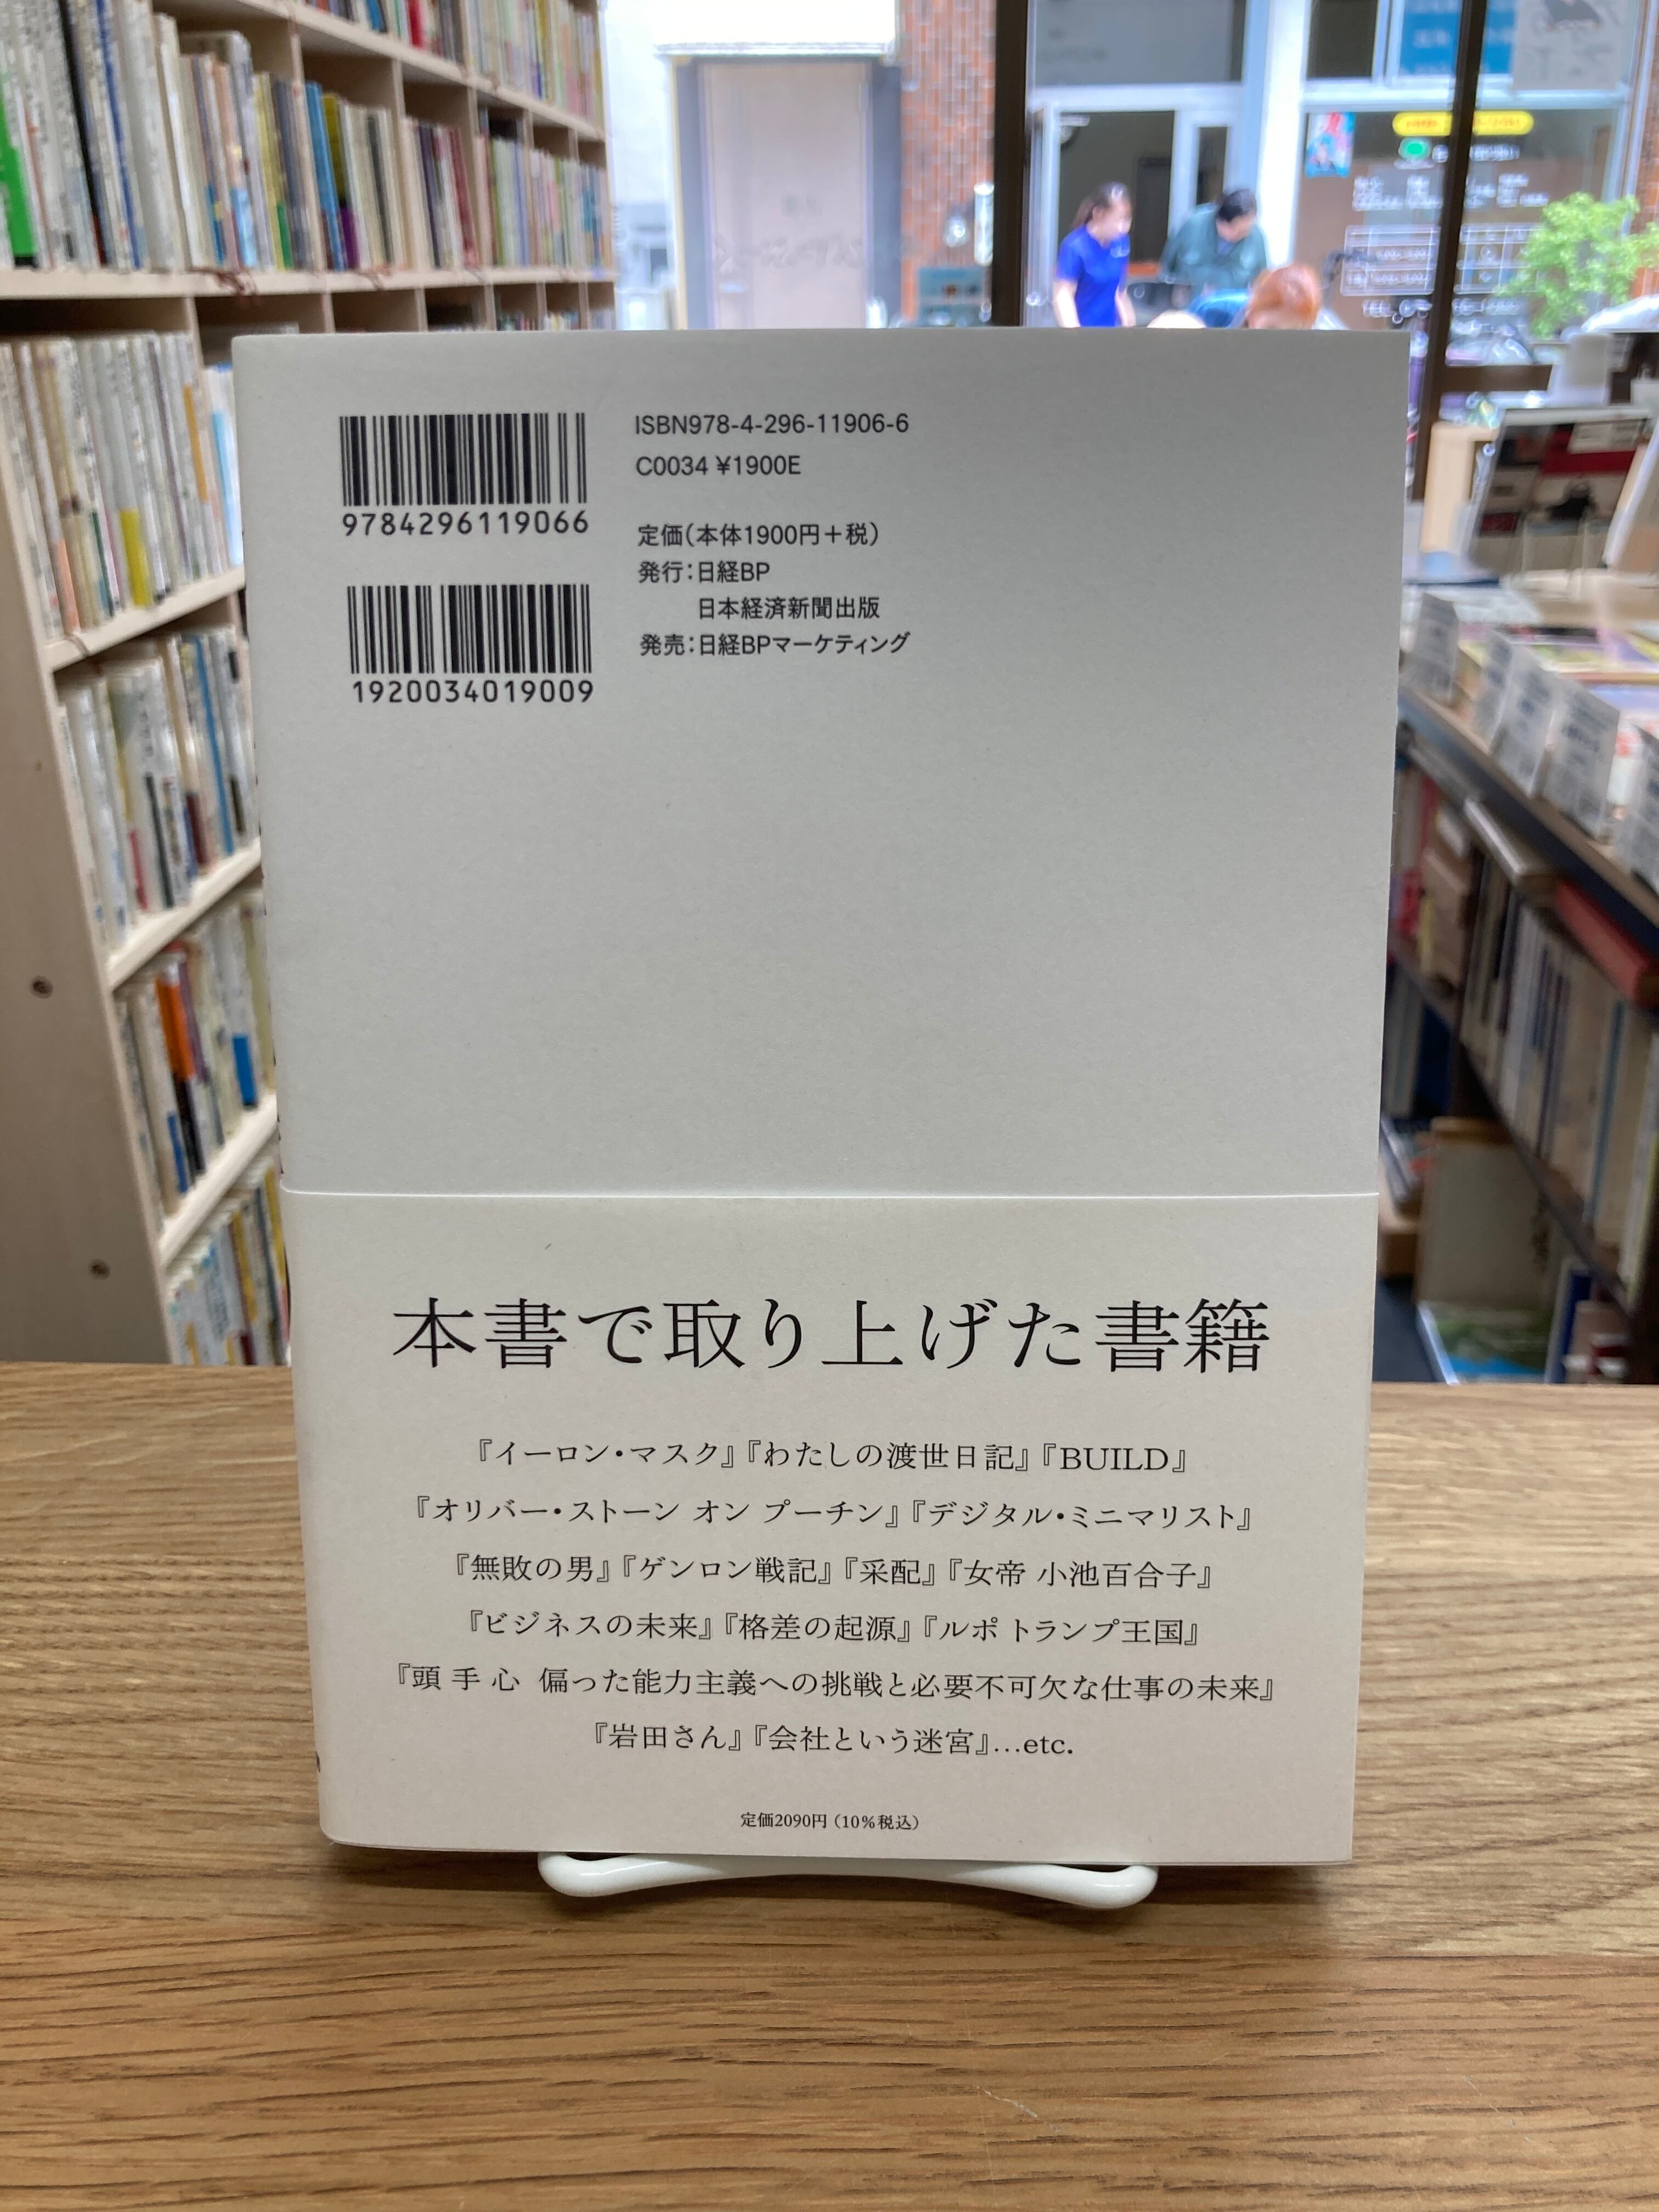 ISBN978-4-296-11906-6
C0034 ¥1900E
9784296119066
定価(本体1900円+税)
発行:日経BP
日本経済新聞出版
発売:日経BPマーケティング
1920034019009
本書で取り上げた書籍
『イーロン・マスク』『わたしの渡世日記』『BUILD』
『オリバー・ストーン オン プーチン』『デジタル・ミニマリスト』
『無敗の男』『ゲンロン戦記』『采配』『女帝 小池百合子』
『ビジネスの未来』『格差の起源』『ルポ トランプ王国』
『頭 手 心 偏った能力主義への挑戦と必要不可欠な仕事の未来』
『岩田さん』『会社という迷宮』…etc.
定価2090円(10%税込)